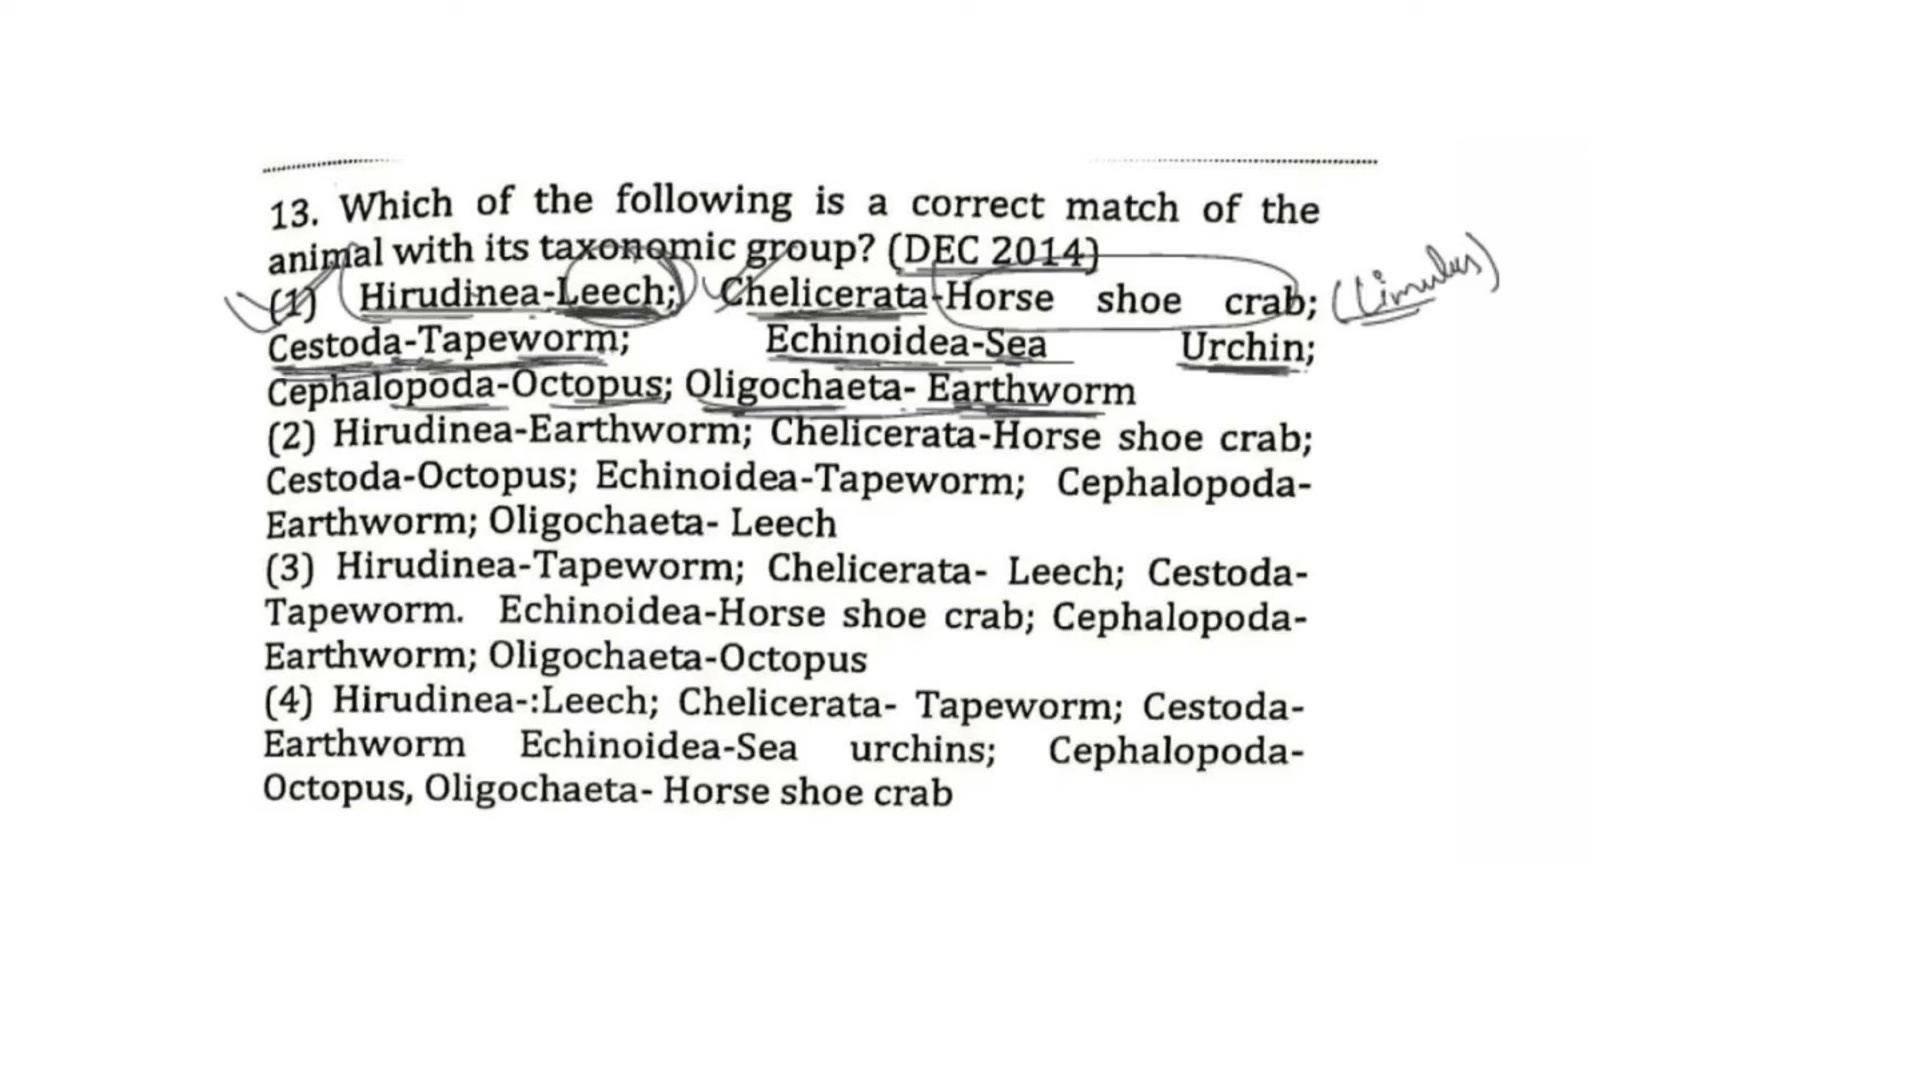 13. Which of the following is a correct match of the
animal with its taxonomic group? (DEC 2014)
(1) Hirudinea-Leech; Chelicerata-Horse shoe crab; (Limulus)
Cestoda-Tapeworm; Echinoidea-Sea Urchin;
Cephalopoda-Octopus; Oligochaeta- Earthworm
(2) Hirudinea-Earthworm; Chelicerata-Horse shoe crab;
Cestoda-Octopus; Echinoidea-Tapeworm; Cephalopoda-
Earthworm; Oligochaeta- Leech
(3) Hirudinea-Tapeworm; Chelicerata- Leech; Cestoda-
Tapeworm. Echinoidea-Horse shoe crab; Cephalopoda-
Earthworm; Oligochaeta-Octopus
(4) Hirudinea-:Leech; Chelicerata- Tapeworm; Cestoda-
Earthworm Echinoidea-Sea urchins; Cephalopoda-
Octopus, Oligochaeta- Horse shoe crab